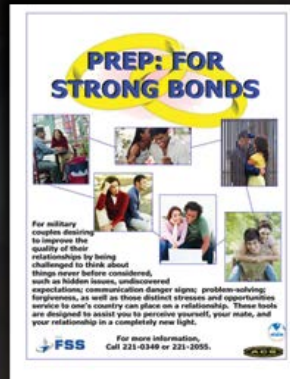 PREP: FOR
STRONG BONDS
For military
couples desiring
to improve the
quality of their
relationships by being
challenged to think about
things never before considered,
such as hidden issues, undiscovered
expectations; communication danger signs; problem-solving;
forgiveness, as well as those distinct stresses and opportunities
service to one's country can place on a relationship. These tools
are designed to assist you to perceive yourself, your mate, and
your relationship in a completely new light.
FSS
For more information,
Call 221-0349 or 221-2055.
ACS